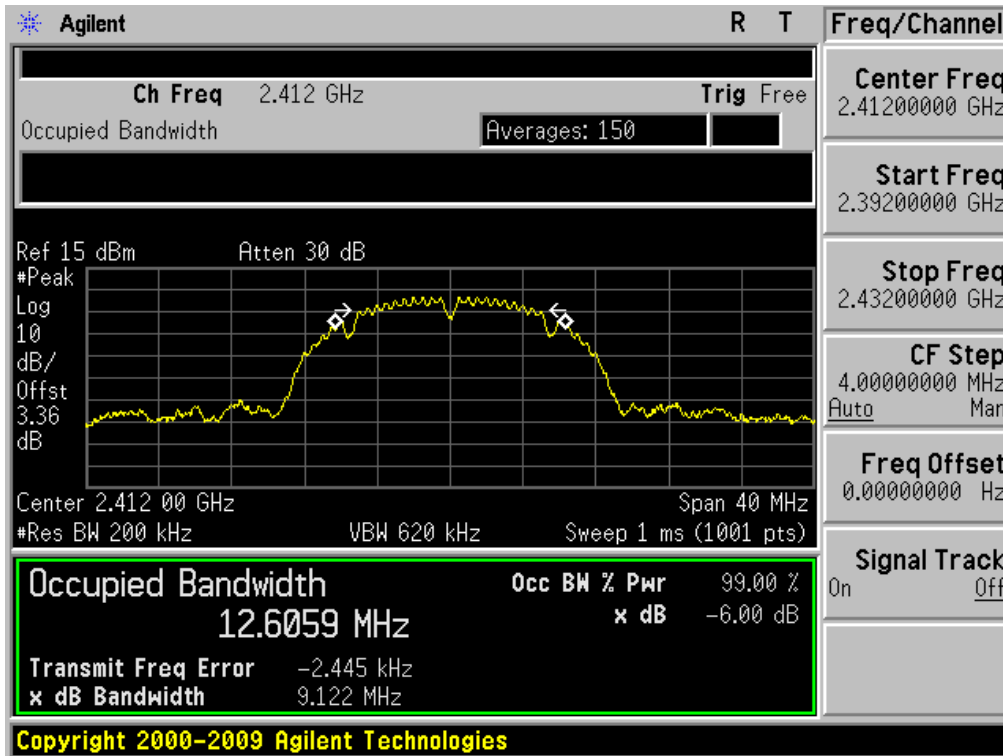 Agilent R T
Ch Freq 2.412 GHz Trig Free
Occupied Bandwidth Averages: 150
Ref 15 dBm Atten 30 dB
#Peak
Log
10
dB/
Offst
3.36
dB
Center 2.412 00 GHz Span 40 MHz
#Res BW 200 kHz VBW 620 kHz Sweep 1 ms (1001 pts)
Occupied Bandwidth
12.6059 MHz
Occ BW % Pwr 99.00 %
x dB -6.00 dB
Transmit Freq Error -2.445 kHz
x dB Bandwidth 9.122 MHz
Copyright 2000-2009 Agilent Technologies
Freq/Channel
Center Freq
2.41200000 GHz
Start Freq
2.39200000 GHz
Stop Freq
2.43200000 GHz
CF Step
4.00000000 MHz
Auto Man
Freq Offset
0.00000000 Hz
Signal Track
On Off